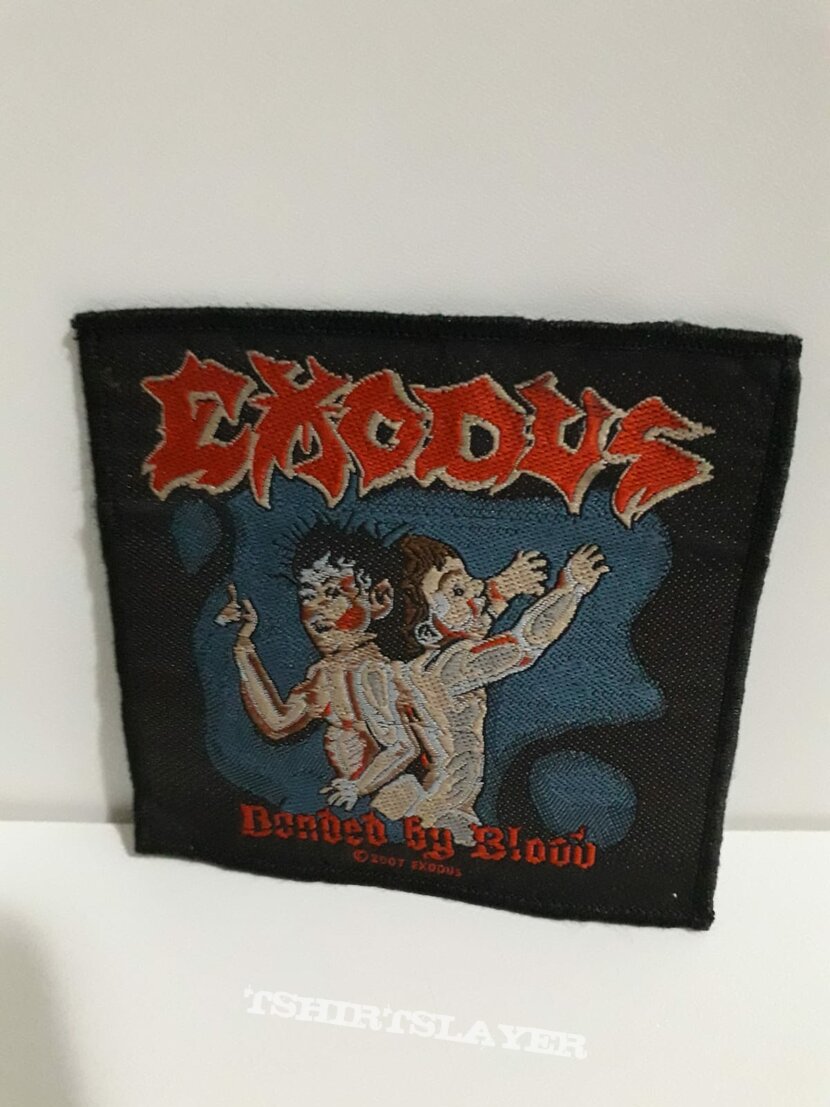 EXODUS
Bonded by Blood
©2007 EXODUS
TSHIRTSLAYER